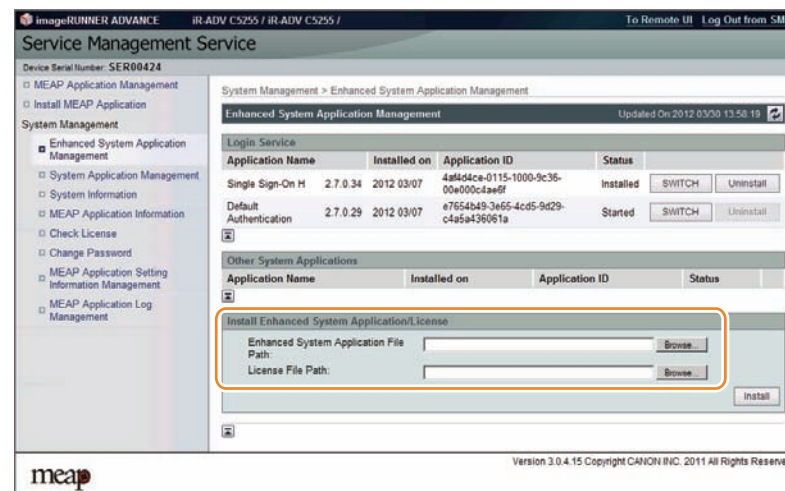 imageRUNNER ADVANCE iR-ADV C5255 / iR-ADV C5255 / To Remote UI Log Out from SM
Service Management Service
Device Serial Number: SER00424
MEAP Application Management
Install MEAP Application
System Management
Enhanced System Application
Management
System Application Management
System Information
MEAP Application Information
Check License
Change Password
MEAP Application Setting
Information Management
MEAP Application Log
Management
System Management > Enhanced System Application Management
Enhanced System Application Management Updated On:2012 03/30 13:58:19
Login Service
Application Name Installed on Application ID Status
Single Sign-On H 2.7.0.34 2012 03/07 4af4d4ce-0115-1000-9c36-
00e000c4ae6f Installed SWITCH Uninstall
Default
Authentication 2.7.0.29 2012 03/07 e7654b49-3e65-4cd5-9d29-
c4a5a436061a Started SWITCH Uninstall
Other System Applications
Application Name Installed on Application ID Status
Install Enhanced System Application/License
Enhanced System Application File
Path: Browse...
License File Path: Browse...
Install
Version 3.0.4.15 Copyright CANON INC. 2011 All Rights Reserve
meap